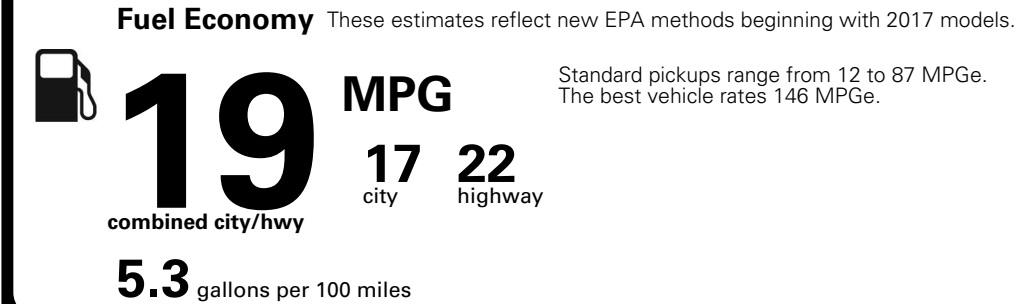 Fuel Economy These estimates reflect new EPA methods beginning with 2017 models.
19 MPG
Standard pickups range from 12 to 87 MPGe.
The best vehicle rates 146 MPGe.
17 22
city highway
combined city/hwy
5.3 gallons per 100 miles